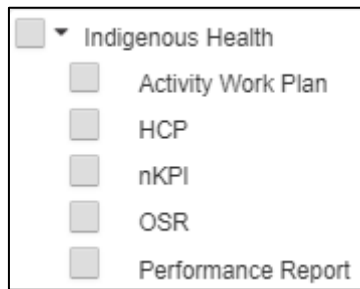 Indigenous Health
Activity Work Plan
HCP
nKPI
OSR
Performance Report